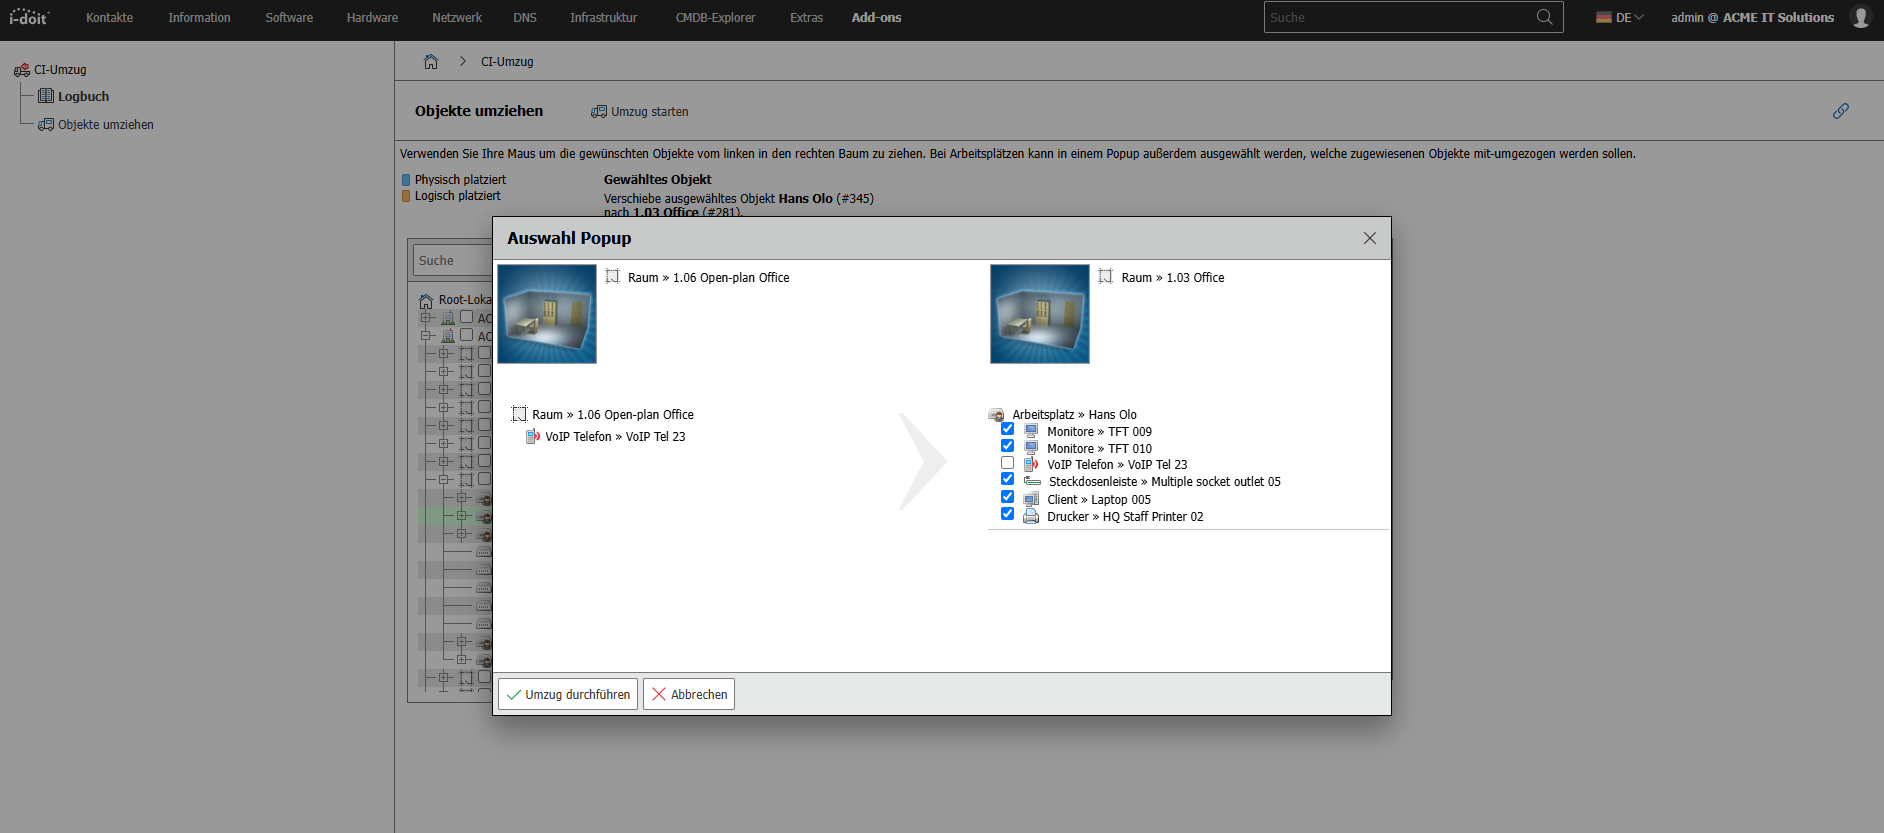 i-doit
Kontakte
Information
Software
Hardware
Netzwerk
DNS
Infrastruktur
CMDB-Explorer
Extras
Add-ons
Suche
DE
admin @ ACME IT Solutions
CI-Umzug
Logbuch
Objekte umziehen
CI-Umzug
Objekte umziehen
Umzug starten
Verwenden Sie Ihre Maus um die gewünschten Objekte vom linken in den rechten Baum zu ziehen. Bei Arbeitsplätzen kann in einem Popup außerdem ausgewählt werden, welche zugewiesenen Objekte mit-umgezogen werden sollen.
Physisch platziert
Logisch platziert
Gewähltes Objekt
Verschiebe ausgewähltes Objekt Hans Olo (#345)
nach 1.03 Office (#281).
Suche
Root-Loka
AC
AC
Auswahl Popup
Raum » 1.06 Open-plan Office
Raum » 1.03 Office
Raum » 1.06 Open-plan Office
VoIP Telefon » VoIP Tel 23
Arbeitsplatz » Hans Olo
Monitore » TFT 009
Monitore » TFT 010
VoIP Telefon » VoIP Tel 23
Steckdosenleiste » Multiple socket outlet 05
Client » Laptop 005
Drucker » HQ Staff Printer 02
Umzug durchführen
Abbrechen